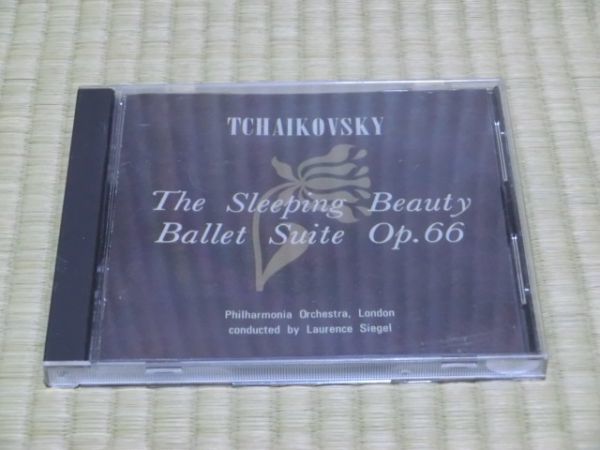 TCHAIKOVSKY
The Sleeping Beauty
Ballet Suite Op.66
Philharmonia Orchestra, London
conducted by Laurence Siegel